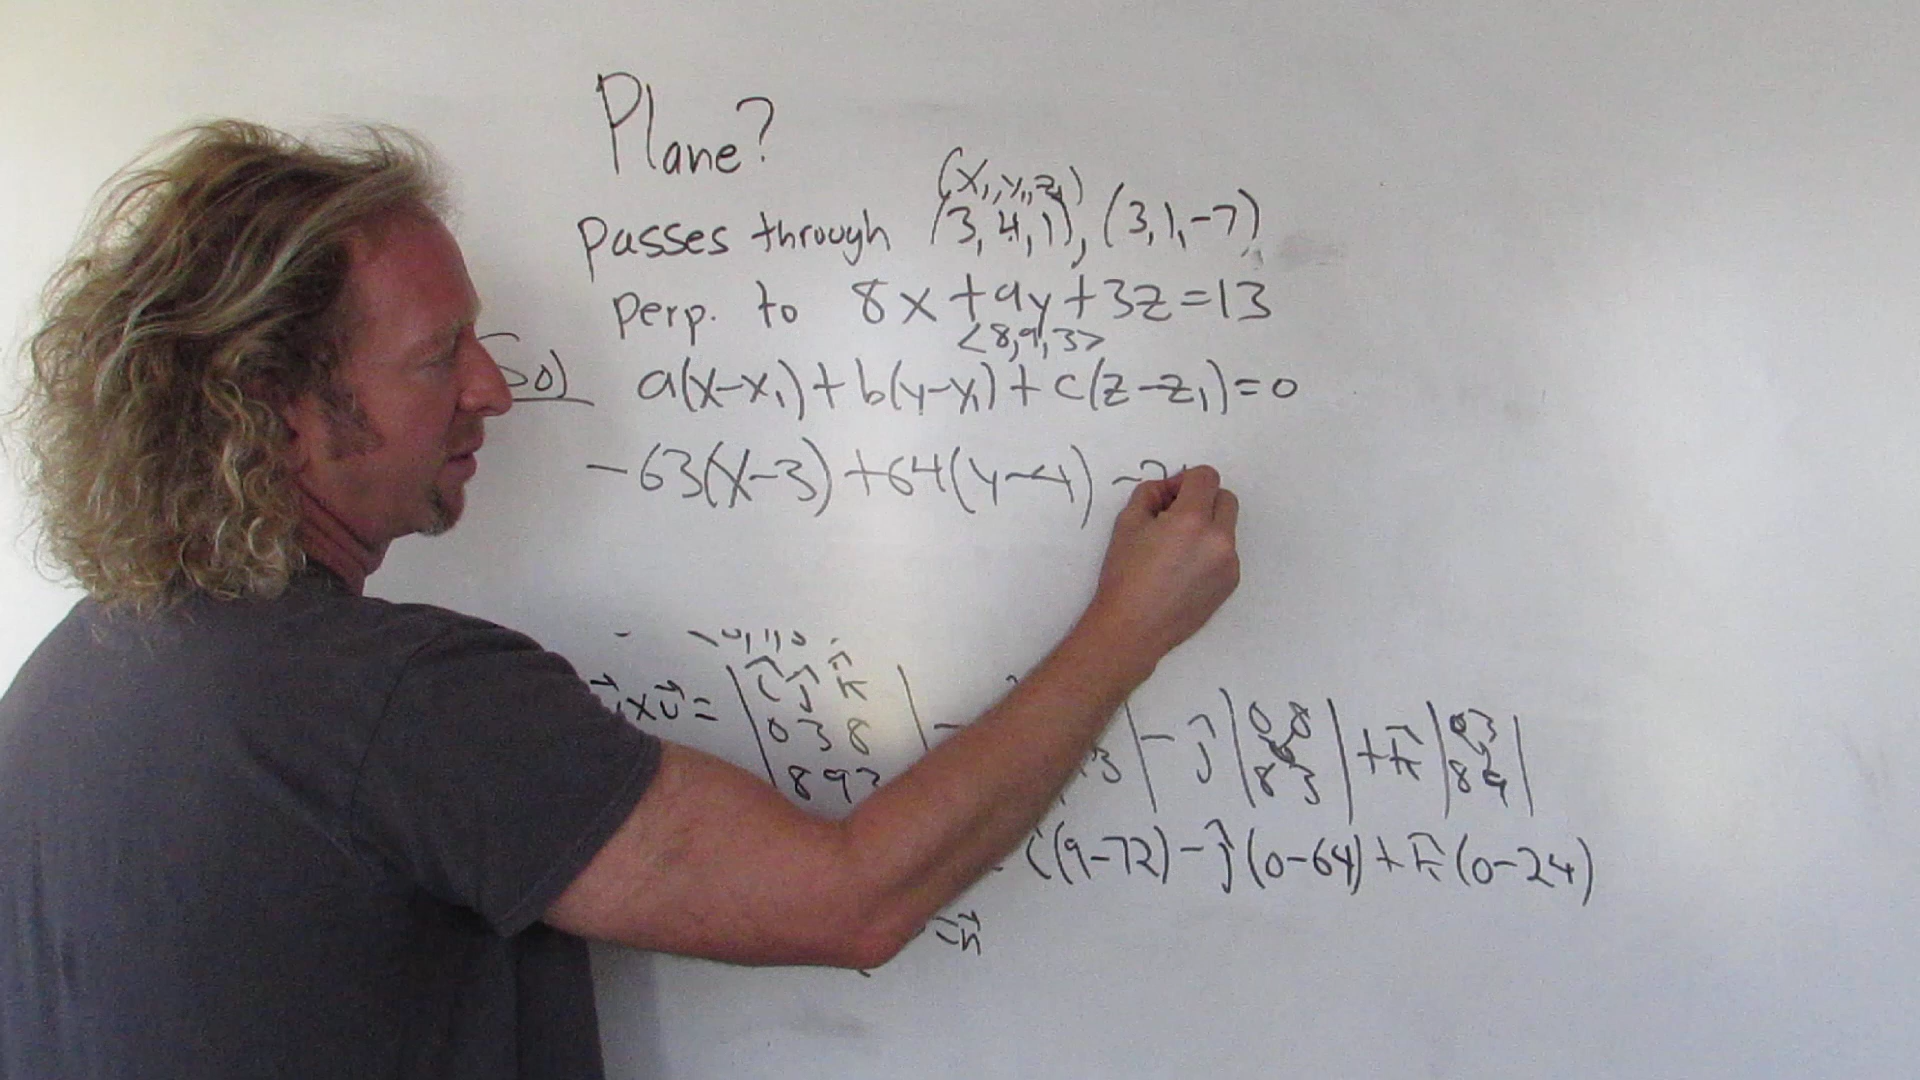 Plane?
(x₁,y₁,z₁)
passes through (3,4,1), (3,1,-7)
perp. to 8x+9y+3z=13
<8,9,3>
Sol a(x-x₁)+b(y-y₁)+c(z-z₁)=0
-63(x-3)+64(y-4)-2
×v⃗= | î ĵ k̂ |
0 3 8 -ĵ |0 8| +k̂ |0 3|
8 9 3 3 |8 3| |8 9|
î(9-72)-ĵ(0-64)+k̂(0-24)
=n⃗